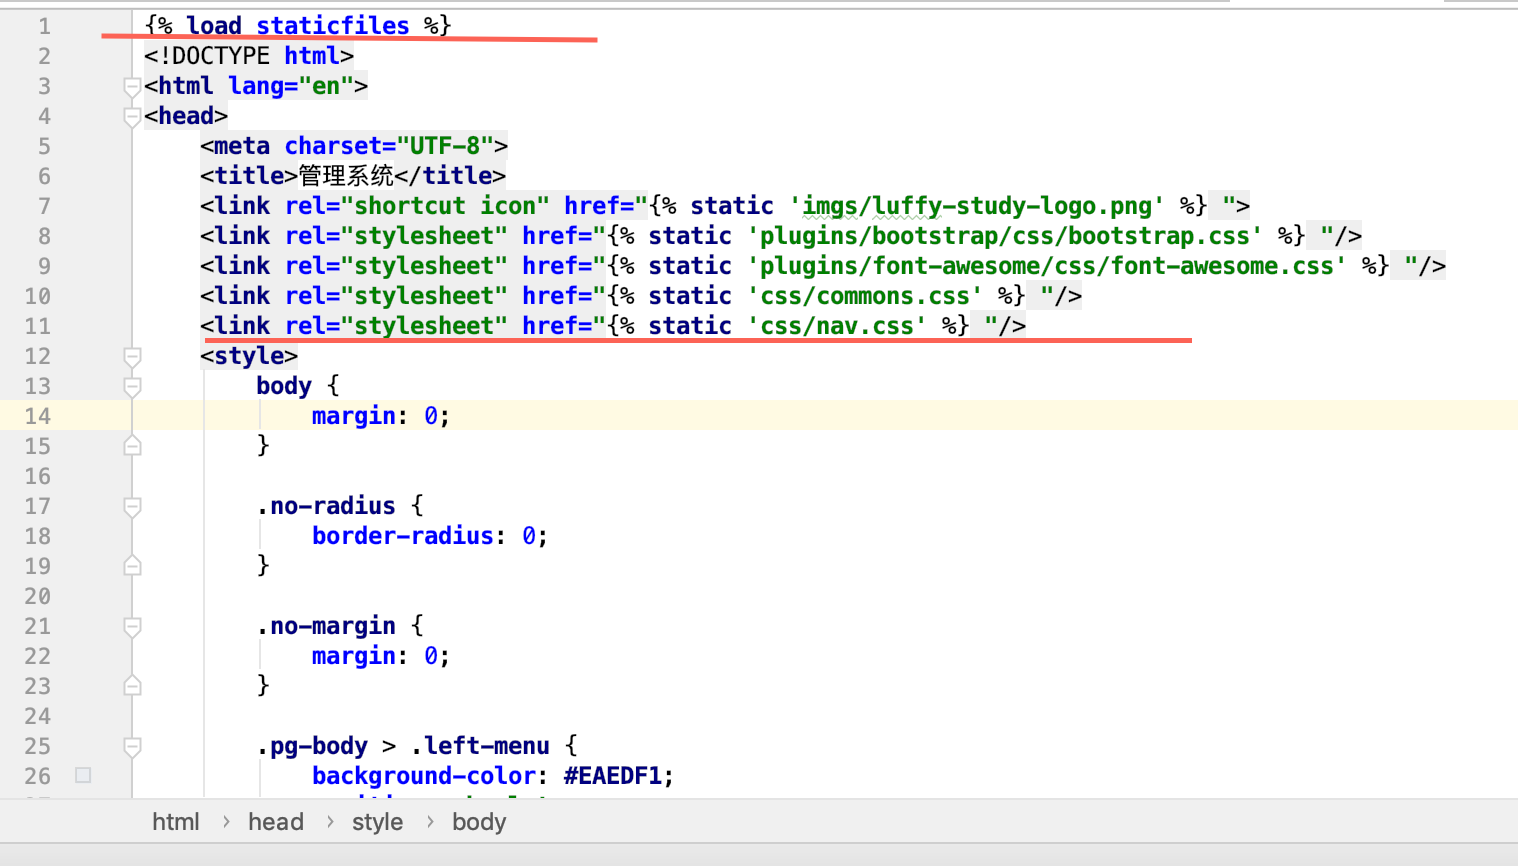 1 {% load staticfiles %}
2 <!DOCTYPE html>
3 <html lang="en">
4 <head>
5 <meta charset="UTF-8">
6 <title>管理系统</title>
7 <link rel="shortcut icon" href="{% static 'imgs/luffy-study-logo.png' %} ">
8 <link rel="stylesheet" href="{% static 'plugins/bootstrap/css/bootstrap.css' %} "/>
9 <link rel="stylesheet" href="{% static 'plugins/font-awesome/css/font-awesome.css' %} "/>
10 <link rel="stylesheet" href="{% static 'css/commons.css' %} "/>
11 <link rel="stylesheet" href="{% static 'css/nav.css' %} "/>
12 <style>
13 body {
14 margin: 0;
15 }
16
17 .no-radius {
18 border-radius: 0;
19 }
20
21 .no-margin {
22 margin: 0;
23 }
24
25 .pg-body > .left-menu {
26 background-color: #EAEDF1;
html › head › style › body